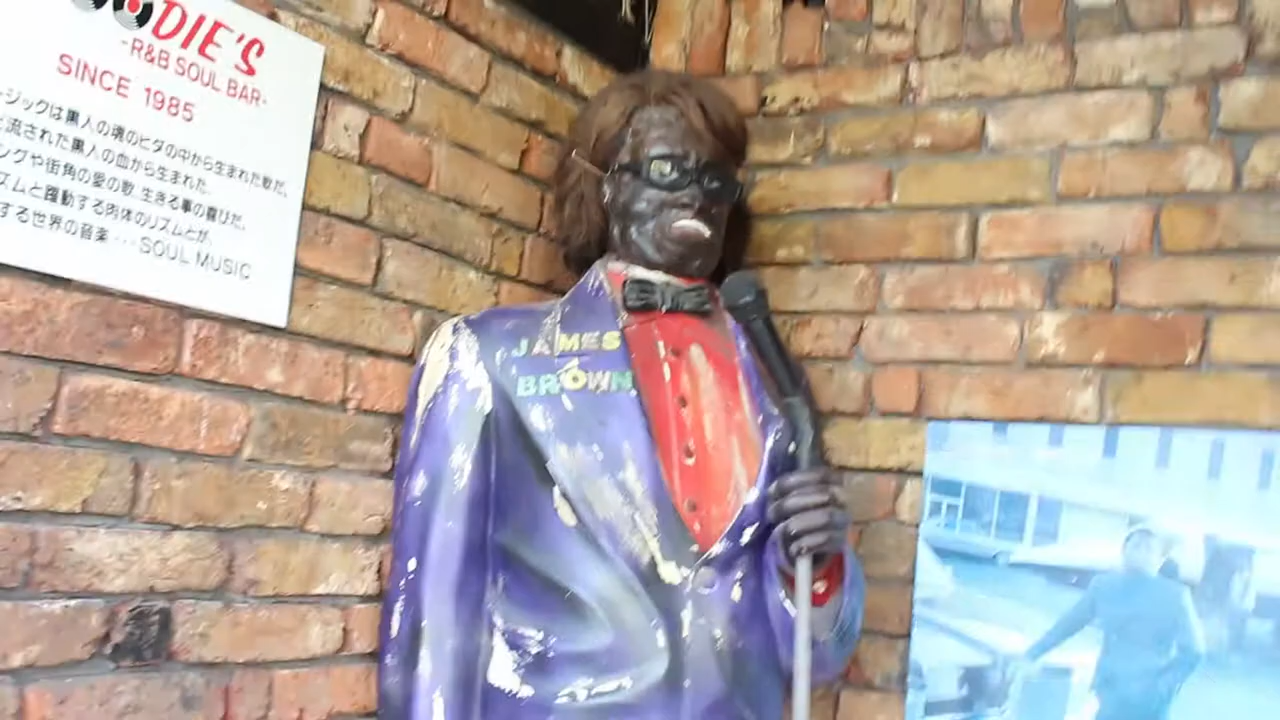 OODIE'S
-R&B SOUL BAR-
SINCE 1985
ージックは黒人の魂のヒダの中から生まれた歌だ。
流された黒人の血から生まれた。
ングや街角の愛の歌、生きる事の喜びだ。
ズムと躍動する肉体のリズムとが、
する世界の音楽…SOUL MUSIC
JAMES
BROWN